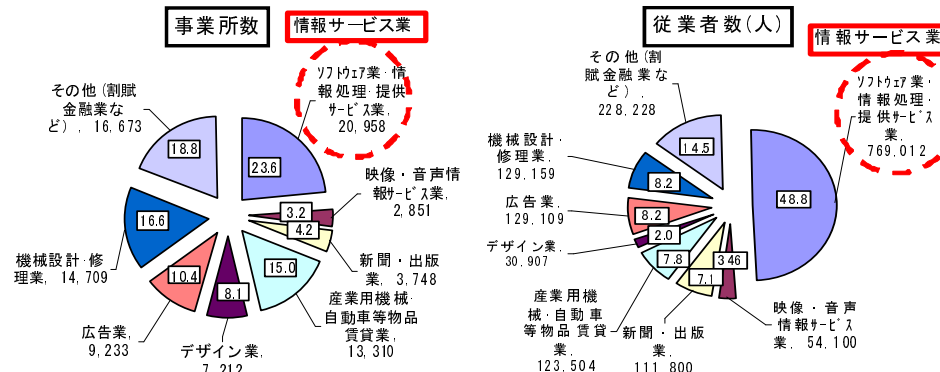 事業所数
情報サービス業
ソフトウェア業・情
報処理・提供
サービス業,
20,958
23.6
映像・音声情
報サービス業,
2,851
3.2
新聞・出版
業, 3,748
4.2
産業用機械・
自動車等物品
賃貸業,
13,310
15.0
デザイン業,
7,212
8.1
広告業,
9,233
10.4
機械設計・修
理業, 14,709
16.6
その他(割賦
金融業な
ど), 16,673
18.8
従業者数(人)
情報サービス業
ソフトウェア業・
情報処理・
提供サービス
業,
769,012
48.8
映像・音声
情報サービス
業, 54,100
3.46
新聞・出版
業,
111,800
7.1
産業用機
械・自動車
等物品賃貸
業,
123,504
7.8
デザイン業,
30,907
2.0
広告業,
129,109
8.2
機械設計・
修理業,
129,159
8.2
その他(割
賦金融業な
ど),
228,228
14.5